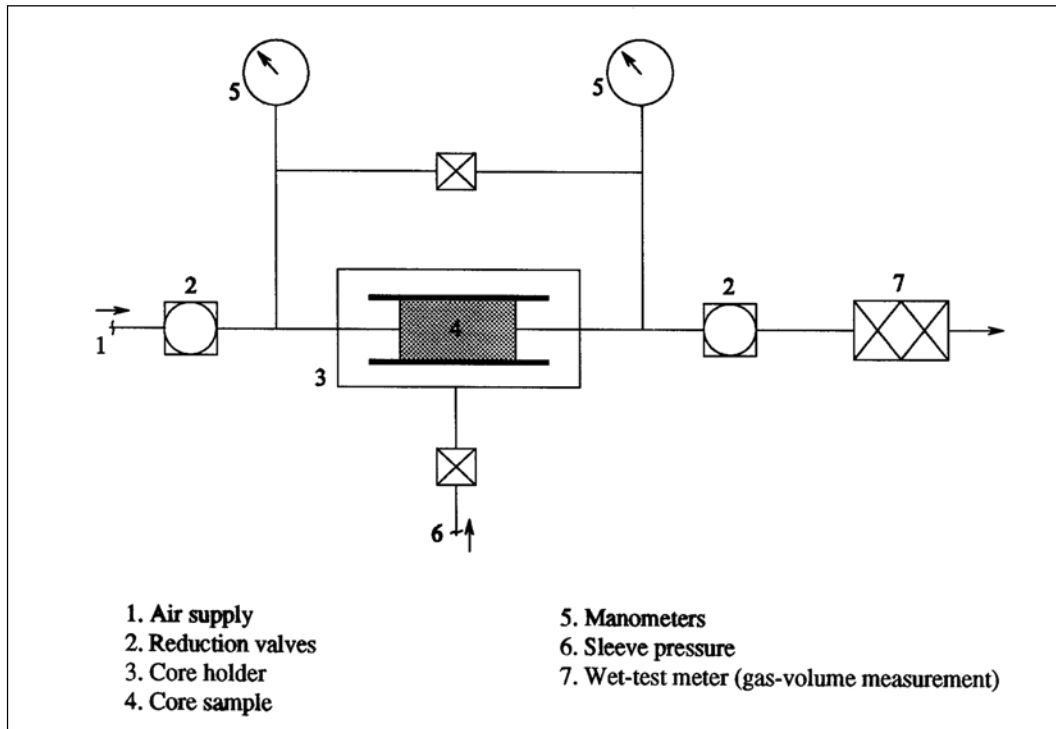 5
5
2
2
7
1
4
3
6
1. Air supply
2. Reduction valves
3. Core holder
4. Core sample
5. Manometers
6. Sleeve pressure
7. Wet-test meter (gas-volume measurement)